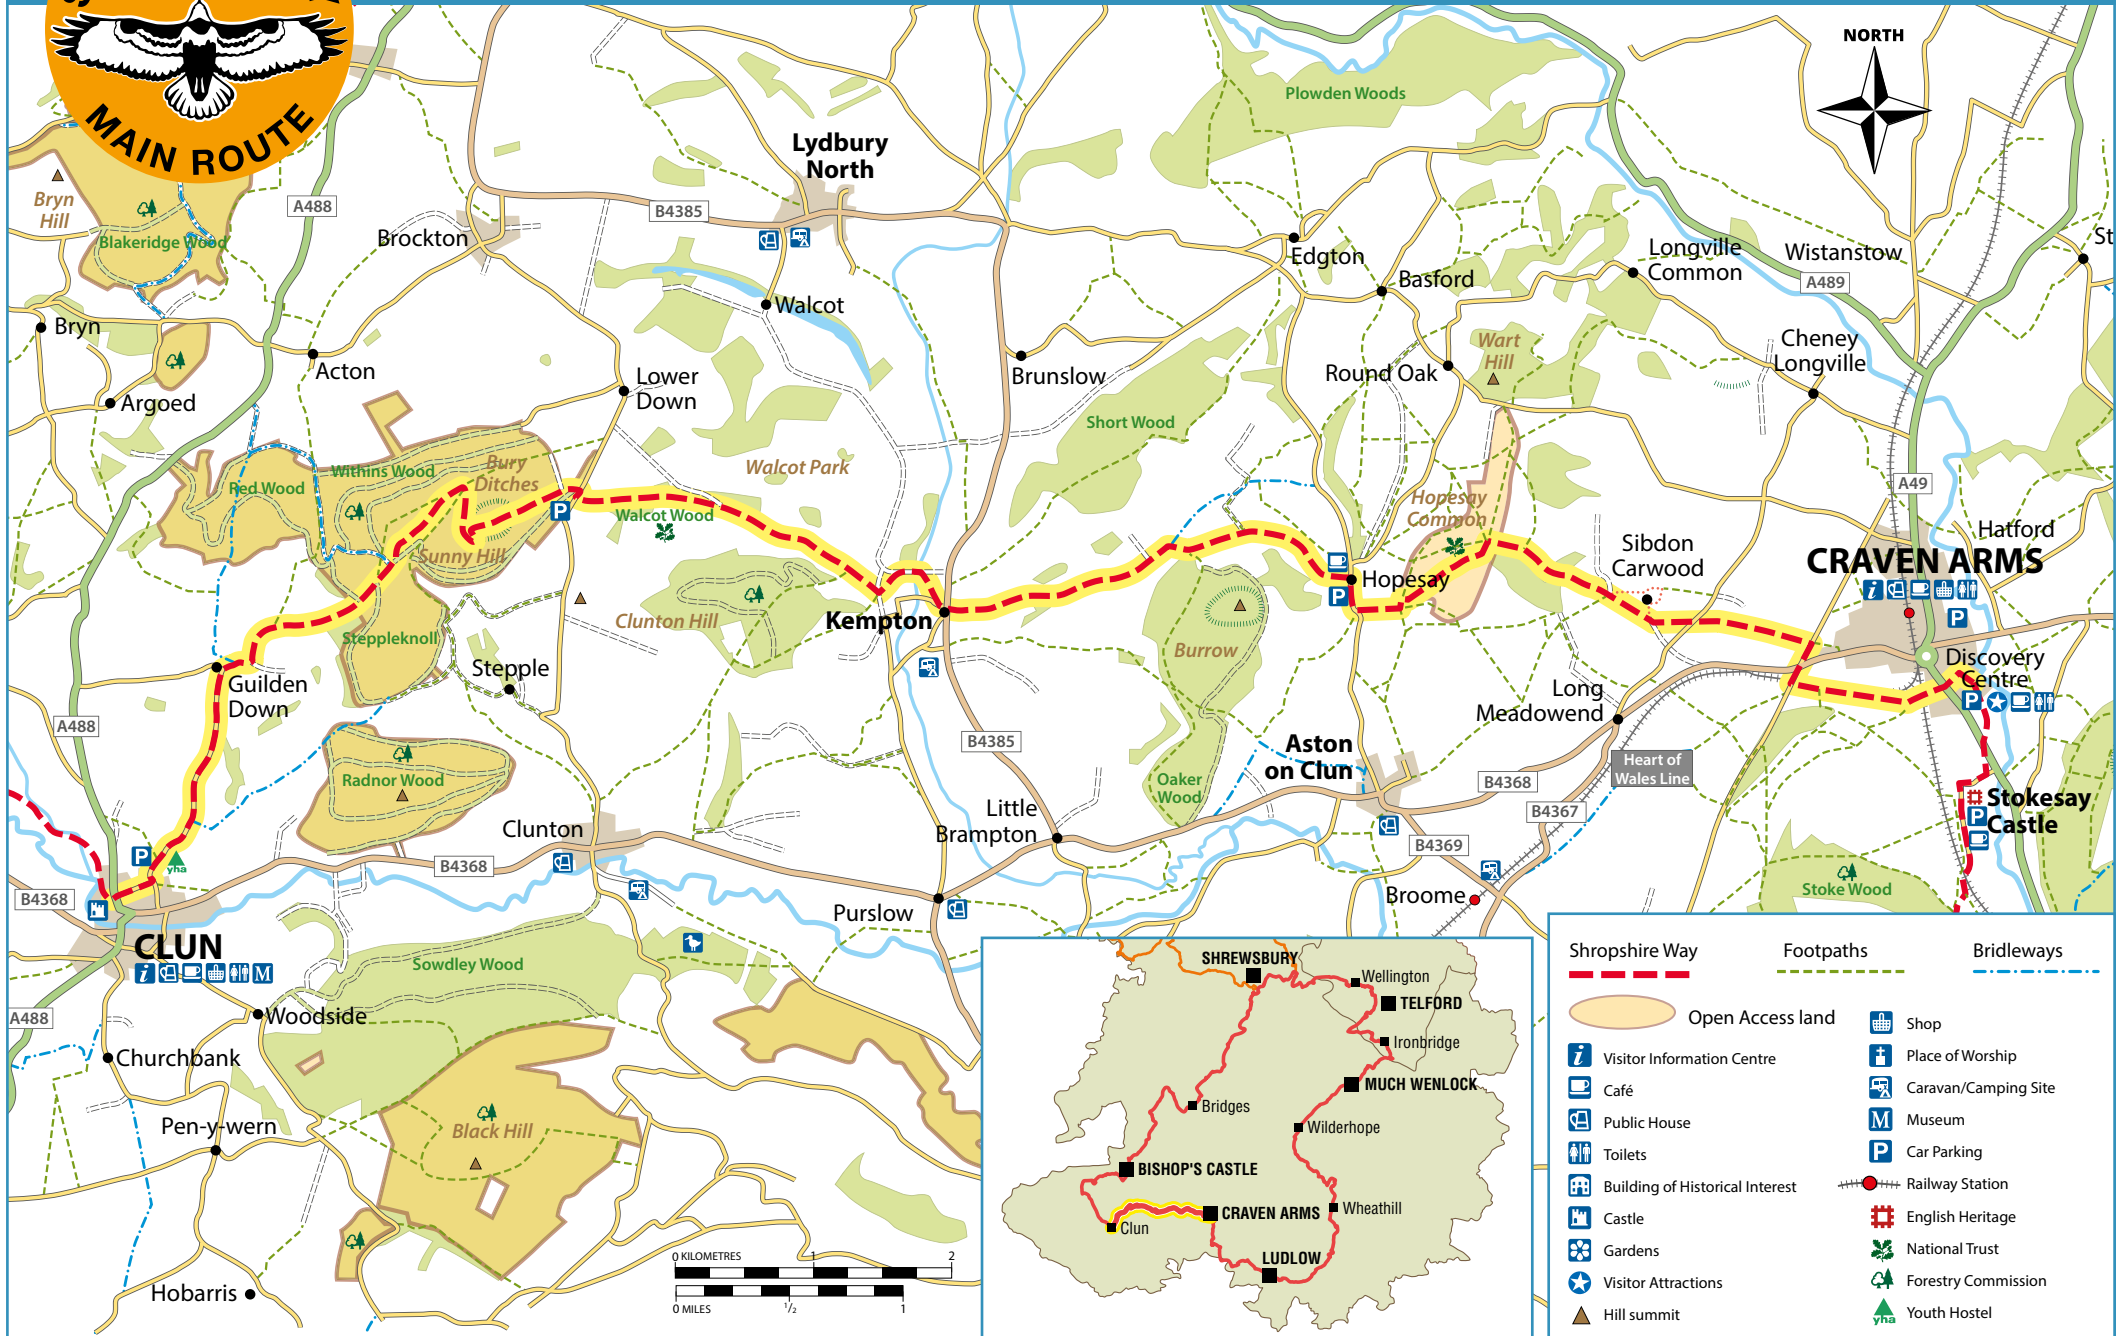 MAIN ROUTE
NORTH
Plowden Woods
Lydbury
North
Bryn
Hill
A488
B4385
Blakeridge Wood
Brockton
Edgton
Longville
Common
Wistanstow
St
Basford
A489
Walcot
Bryn
Acton
Argoed
Lower
Down
Brunslow
Wart
Hill
Round Oak
Cheney
Longville
Short Wood
Withins Wood
Bury
Ditches
Walcot Park
Red Wood
P
Walcot Wood
Hopesay
Common
A49
Hatford
Sunny Hill
Sibdon
Carwood
CRAVEN ARMS
i
P
Hopesay
P
Clunton Hill
Kempton
Steppleknoll
Burrow
Stepple
Guilden
Down
Discovery
Centre
P
Long
Meadowend
A488
B4385
Aston
on Clun
Heart of
Wales Line
Radnor Wood
Oaker
Wood
B4368
B4367
Stokesay
Castle
P
Clunton
Little
Brampton
B4369
P
yha
B4368
B4368
Broome
Stoke Wood
Purslow
CLUN
i
M
Sowdley Wood
A488
Woodside
Churchbank
Pen-y-wern
Black Hill
Hobarris
0 KILOMETRES 1 2
0 MILES 1/2 1
SHREWSBURY
Wellington
TELFORD
Ironbridge
MUCH WENLOCK
Bridges
Wilderhope
BISHOP'S CASTLE
Wheathill
CRAVEN ARMS
Clun
LUDLOW
Shropshire Way
Footpaths
Bridleways
Open Access land
i Visitor Information Centre
Café
Public House
Toilets
Building of Historical Interest
Castle
Gardens
Visitor Attractions
Hill summit
Shop
Place of Worship
Caravan/Camping Site
M Museum
P Car Parking
Railway Station
English Heritage
National Trust
Forestry Commission
yha Youth Hostel